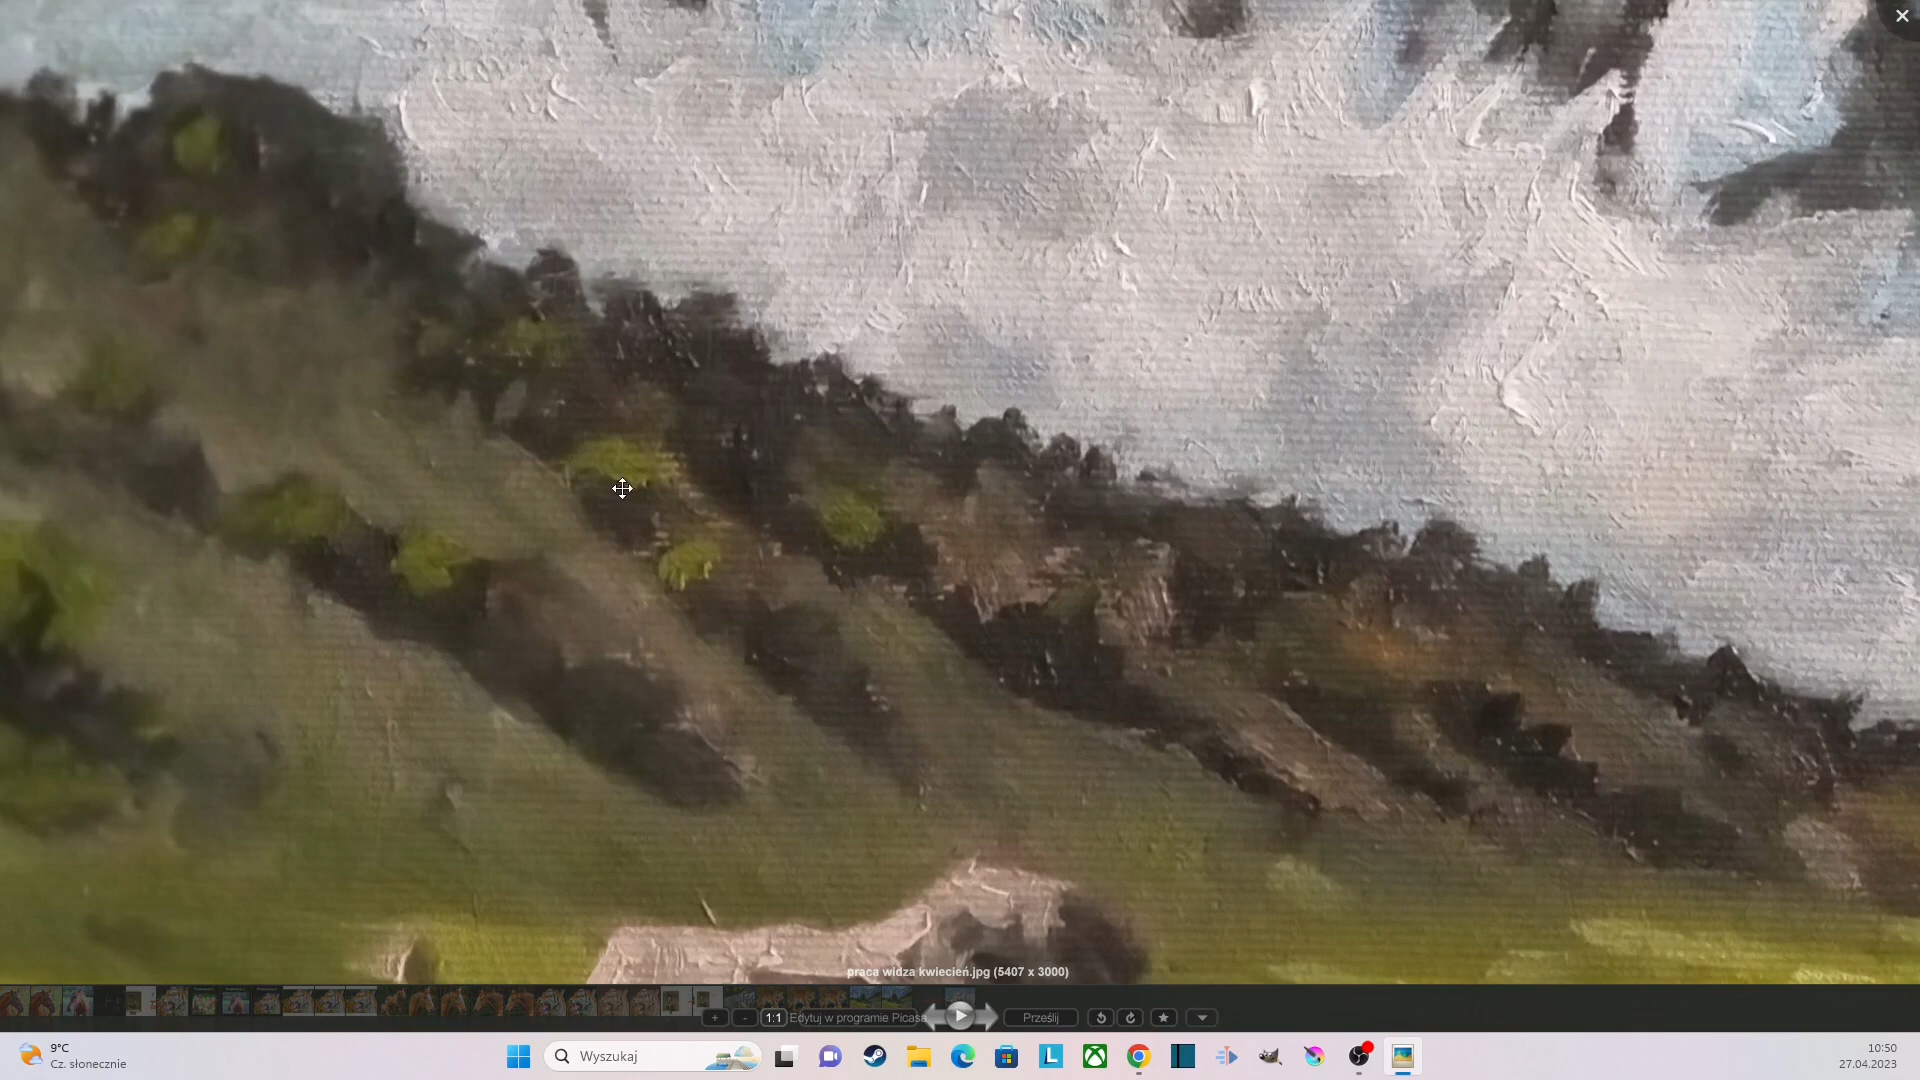 praca widza kwiecień.jpg (5407 x 3000)
+ - 1:1 Edytuj w programie Picasa Prześlij
9°C
Cz. słonecznie
Wyszukaj
L
10:50
27.04.2023